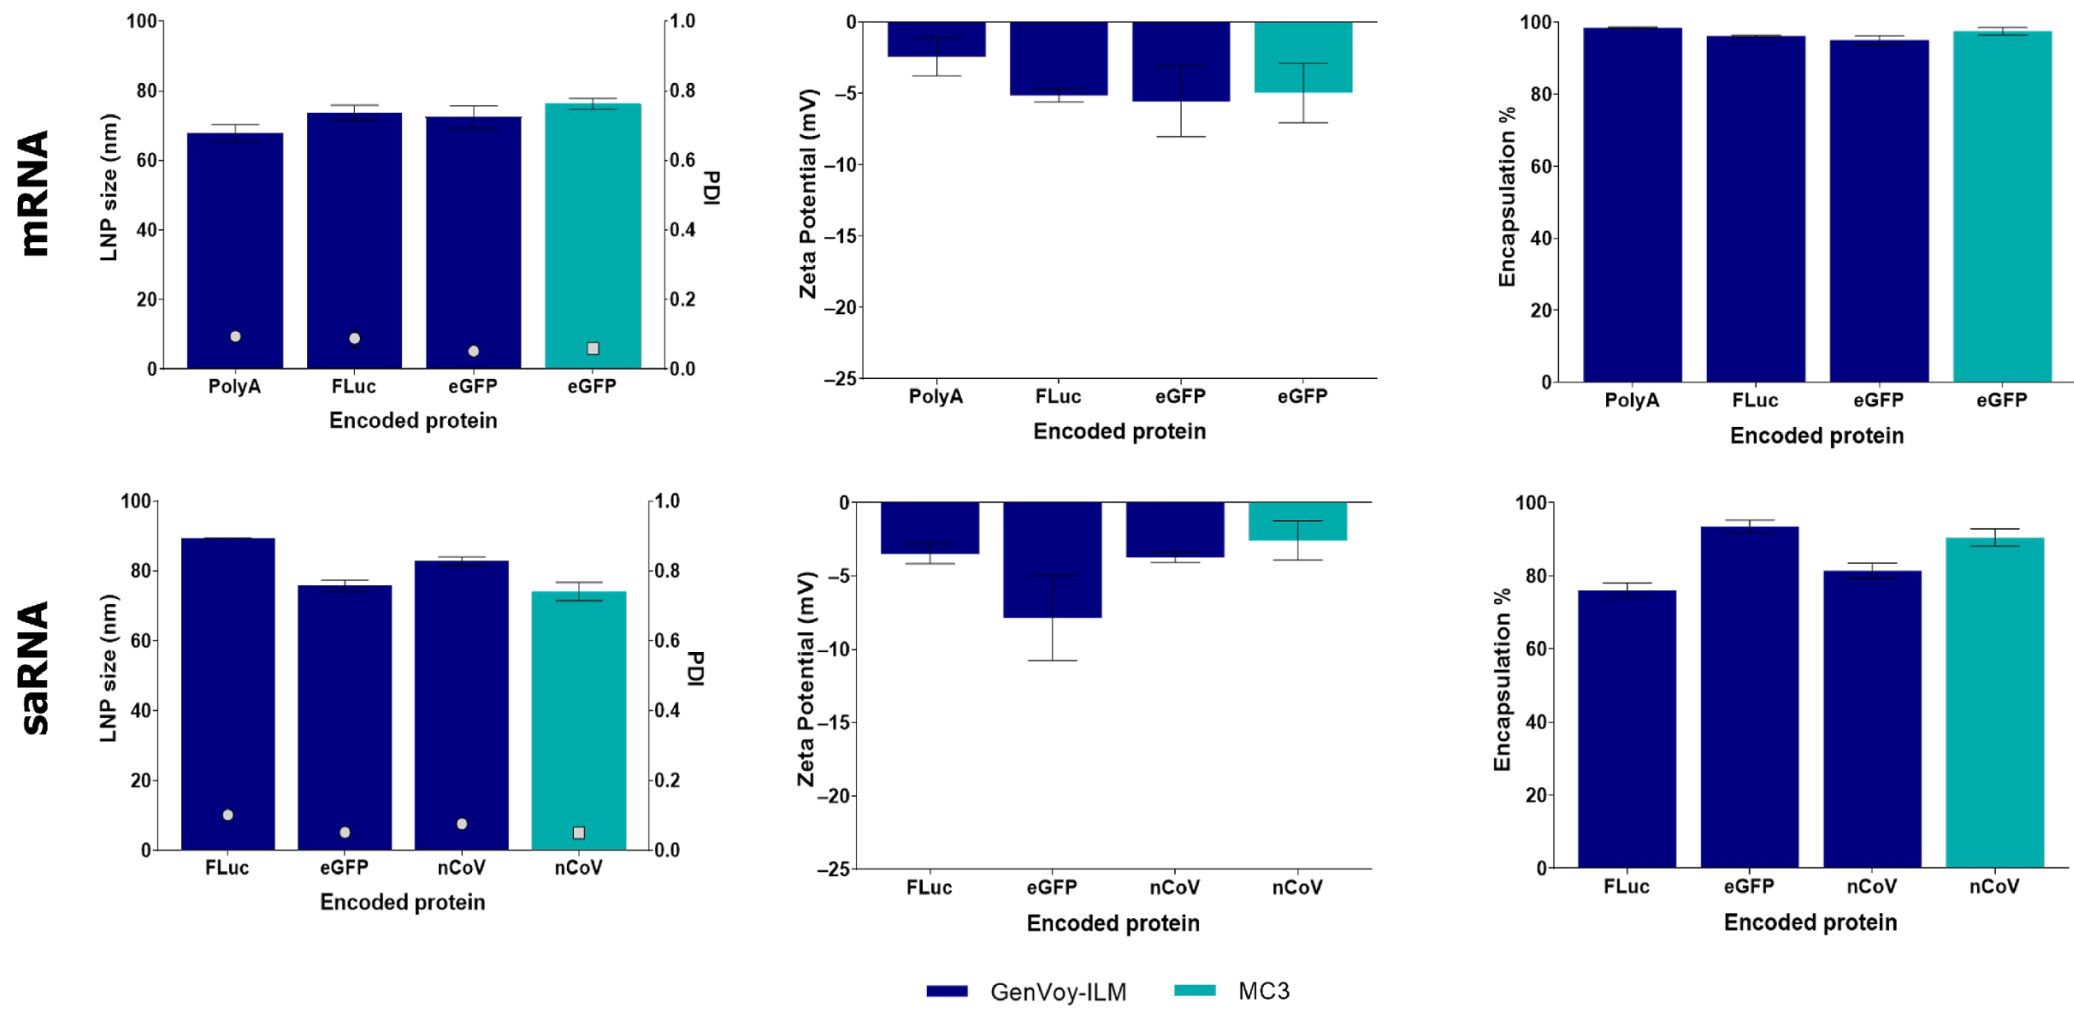 mRNA
LNP size (nm)
100
80
60
40
20
0
1.0
0.8
0.6
0.4
0.2
0.0
PDI
PolyA FLuc eGFP eGFP
Encoded protein
Zeta Potential (mV)
0
–5
–10
–15
–20
–25
PolyA FLuc eGFP eGFP
Encoded protein
Encapsulation %
100
80
60
40
20
0
PolyA FLuc eGFP eGFP
Encoded protein
saRNA
LNP size (nm)
100
80
60
40
20
0
1.0
0.8
0.6
0.4
0.2
0.0
PDI
FLuc eGFP nCoV nCoV
Encoded protein
Zeta Potential (mV)
0
–5
–10
–15
–20
–25
FLuc eGFP nCoV nCoV
Encoded protein
Encapsulation %
100
80
60
40
20
0
FLuc eGFP nCoV nCoV
Encoded protein
GenVoy-ILM MC3